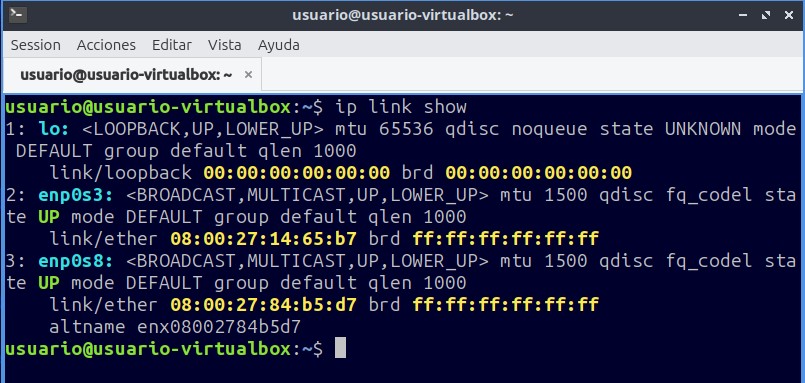 usuario@usuario-virtualbox: ~
Session Acciones Editar Vista Ayuda
usuario@usuario-virtualbox: ~ ×
usuario@usuario-virtualbox:~$ ip link show
1: lo: <LOOPBACK,UP,LOWER_UP> mtu 65536 qdisc noqueue state UNKNOWN mode
 DEFAULT group default qlen 1000
    link/loopback 00:00:00:00:00:00 brd 00:00:00:00:00:00
2: enp0s3: <BROADCAST,MULTICAST,UP,LOWER_UP> mtu 1500 qdisc fq_codel sta
te UP mode DEFAULT group default qlen 1000
    link/ether 08:00:27:14:65:b7 brd ff:ff:ff:ff:ff:ff
3: enp0s8: <BROADCAST,MULTICAST,UP,LOWER_UP> mtu 1500 qdisc fq_codel sta
te UP mode DEFAULT group default qlen 1000
    link/ether 08:00:27:84:b5:d7 brd ff:ff:ff:ff:ff:ff
    altname enx08002784b5d7
usuario@usuario-virtualbox:~$